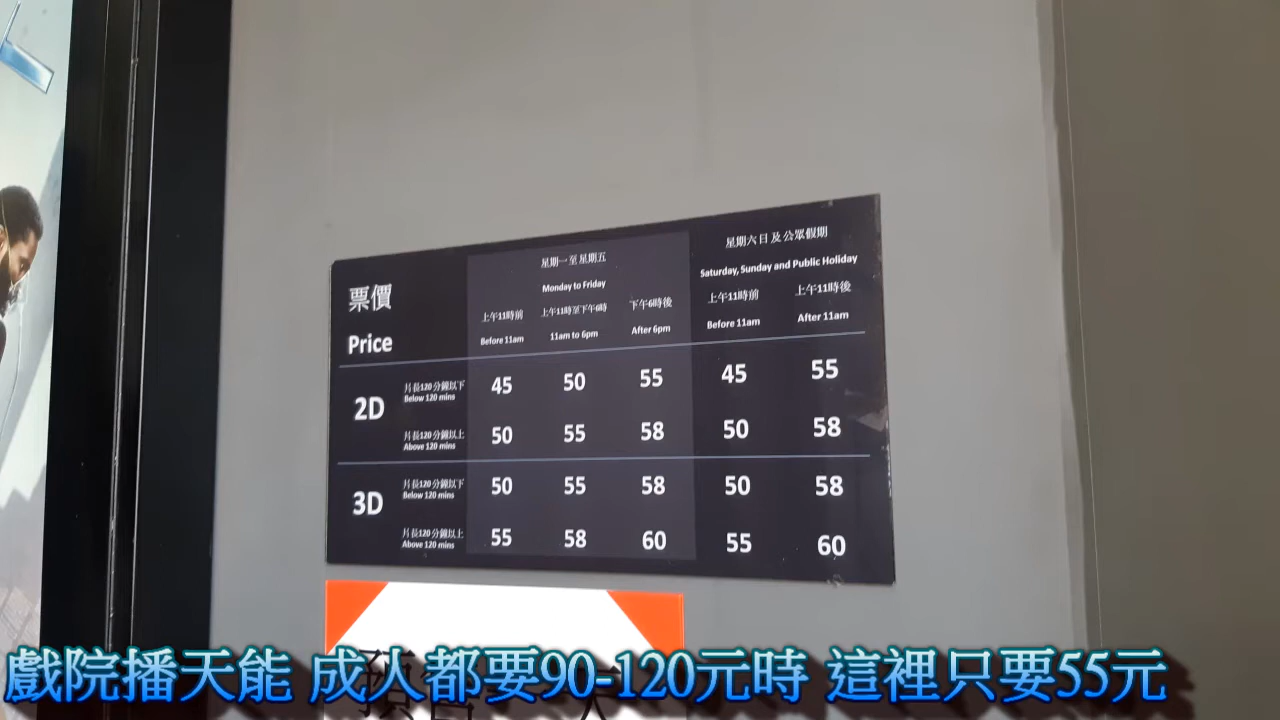 星期一至星期五
Monday to Friday
星期六日及公眾假期
Saturday, Sunday and Public Holiday
票價
Price
上午11時前
Before 11am
上午11時至下午6時
11am to 6pm
下午6時後
After 6pm
上午11時前
Before 11am
上午11時後
After 11am
2D
片長120分鐘以下
Below 120 mins
45 50 55 45 55
片長120分鐘以上
Above 120 mins
50 55 58 50 58
3D
片長120分鐘以下
Below 120 mins
50 55 58 50 58
片長120分鐘以上
Above 120 mins
55 58 60 55 60
戲院播天能 成人都要90-120元時 這裡只要55元